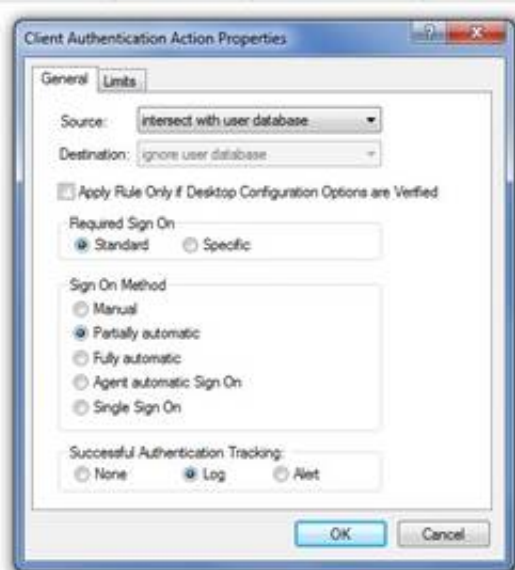 Client Authentication Action Properties
General Limits
Source: intersect with user database
Destination: ignore user database
Apply Rule Only if Desktop Configuration Options are Verified
Required Sign On
Standard Specific
Sign On Method
Manual
Partially automatic
Fully automatic
Agent automatic Sign On
Single Sign On
Successful Authentication Tracking:
None Log Alert
OK Cancel